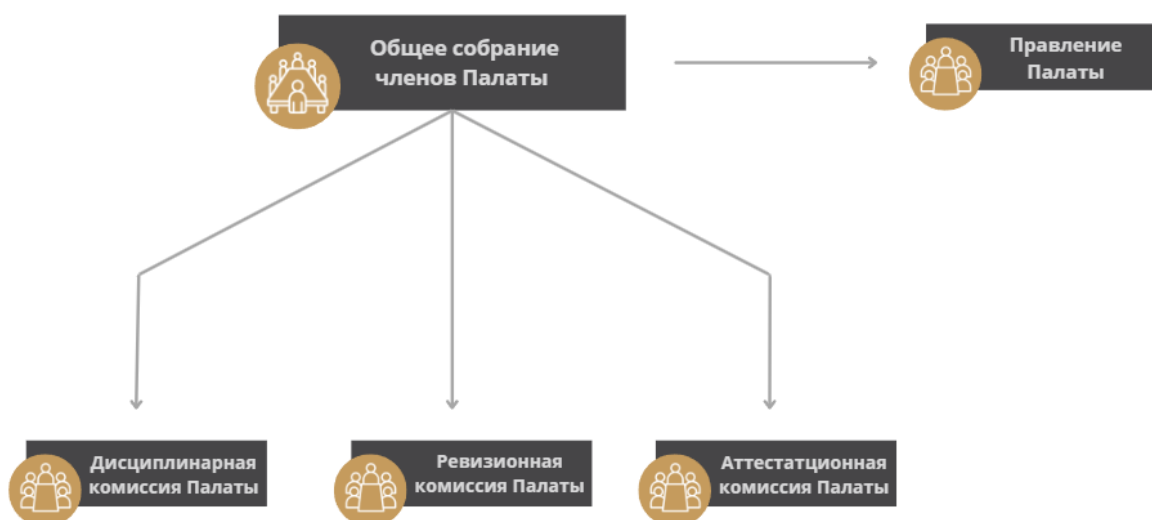 Общее собрание
членов Палаты
Правление
Палаты
Дисциплинарная
комиссия Палаты
Ревизионная
комиссия Палаты
Аттестатционная
комиссия Палаты